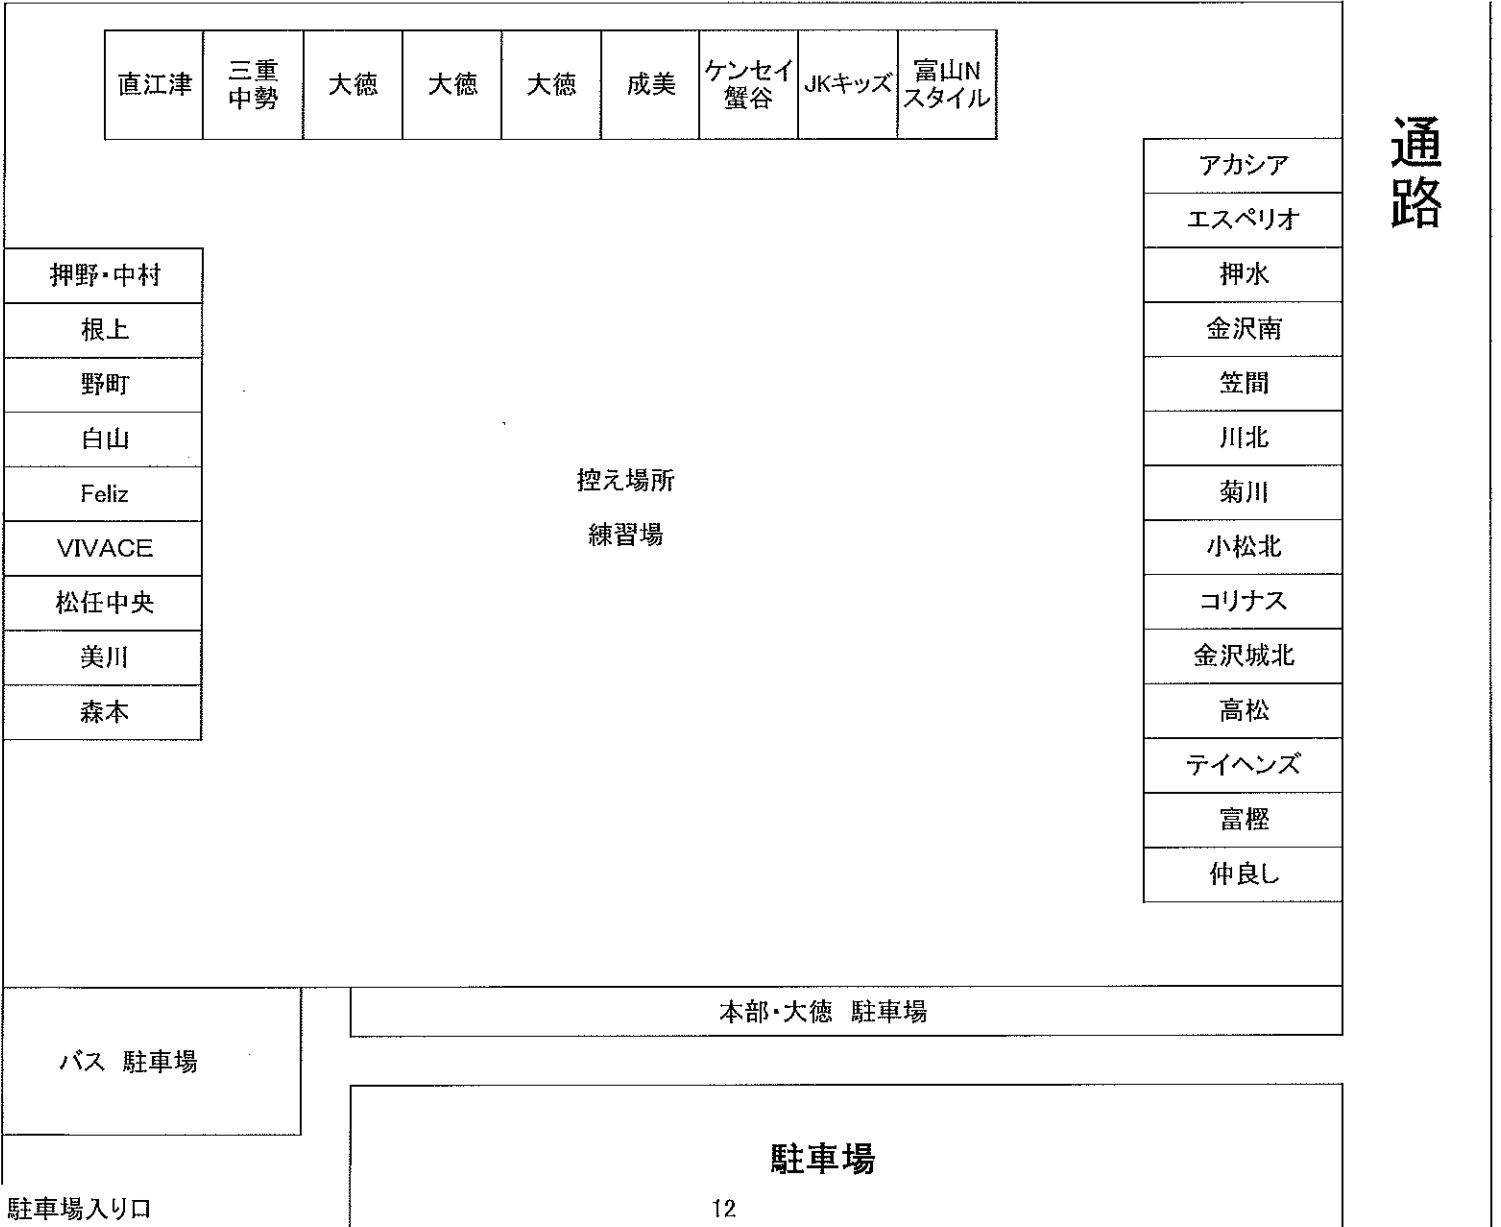 直江津
三重
中勢
大徳
大徳
大徳
成美
ケンセイ
蟹谷
JKキッズ
富山N
スタイル
通路
アカシア
エスペリオ
押水
金沢南
笠間
川北
菊川
小松北
コリナス
金沢城北
高松
テイヘンズ
富樫
仲良し
押野・中村
根上
野町
白山
Feliz
VIVACE
松任中央
美川
森本
控え場所
練習場
本部・大徳 駐車場
バス 駐車場
駐車場
駐車場入り口
12